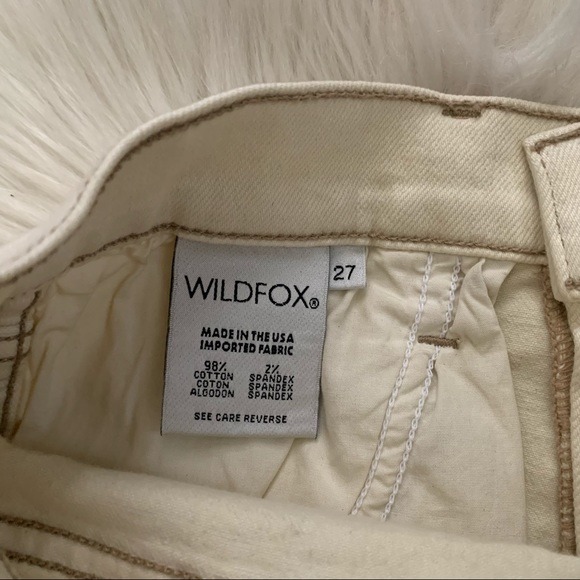 WILDFOX®
27
MADE IN THE USA
IMPORTED FABRIC
98% 2%
COTTON SPANDEX
COTON SPANDEX
ALGODON SPANDEX
SEE CARE REVERSE